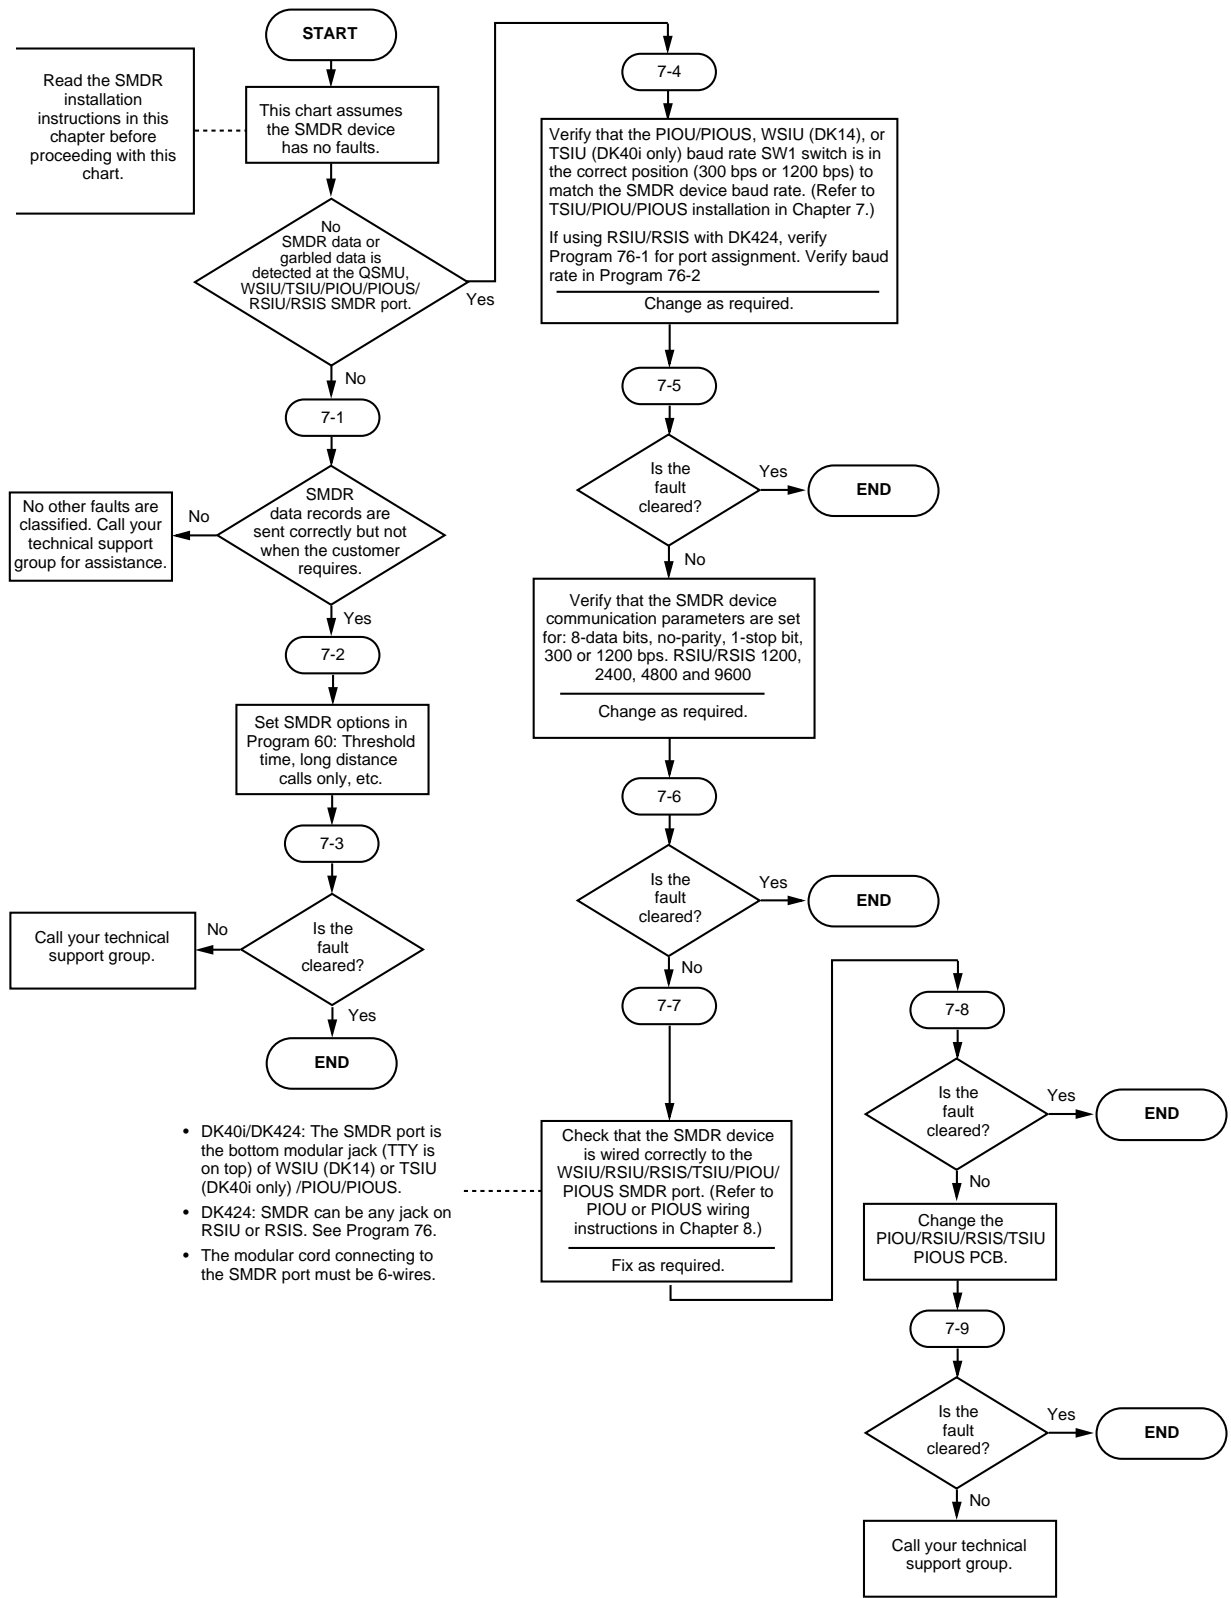 START
Read the SMDR
installation
instructions in this
chapter before
proceeding with this
chart.
This chart assumes
the SMDR device
has no faults.
No
SMDR data or
garbled data is
detected at the QSMU,
WSIU/TSIU/PIOU/PIOUS/
RSIU/RSIS SMDR port.
Yes
No
7-1
SMDR
data records are
sent correctly but not
when the customer
requires.
No
No other faults are
classified. Call your
technical support
group for assistance.
Yes
7-2
Set SMDR options in
Program 60: Threshold
time, long distance
calls only, etc.
7-3
Is the
fault
cleared?
No
Call your technical
support group.
Yes
END
7-4
Verify that the PIOU/PIOUS, WSIU (DK14), or
TSIU (DK40i only) baud rate SW1 switch is in
the correct position (300 bps or 1200 bps) to
match the SMDR device baud rate. (Refer to
TSIU/PIOU/PIOUS installation in Chapter 7.)
If using RSIU/RSIS with DK424, verify
Program 76-1 for port assignment. Verify baud
rate in Program 76-2
Change as required.
7-5
Is the
fault
cleared?
Yes
END
No
Verify that the SMDR device
communication parameters are set
for: 8-data bits, no-parity, 1-stop bit,
300 or 1200 bps. RSIU/RSIS 1200,
2400, 4800 and 9600
Change as required.
7-6
Is the
fault
cleared?
Yes
END
No
7-7
Check that the SMDR device
is wired correctly to the
WSIU/RSIU/RSIS/TSIU/PIOU/
PIOUS SMDR port. (Refer to
PIOU or PIOUS wiring
instructions in Chapter 8.)
Fix as required.
• DK40i/DK424: The SMDR port is
the bottom modular jack (TTY is
on top) of WSIU (DK14) or TSIU
(DK40i only) /PIOU/PIOUS.
• DK424: SMDR can be any jack on
RSIU or RSIS. See Program 76.
• The modular cord connecting to
the SMDR port must be 6-wires.
7-8
Is the
fault
cleared?
Yes
END
No
Change the
PIOU/RSIU/RSIS/TSIU
PIOUS PCB.
7-9
Is the
fault
cleared?
Yes
END
No
Call your technical
support group.